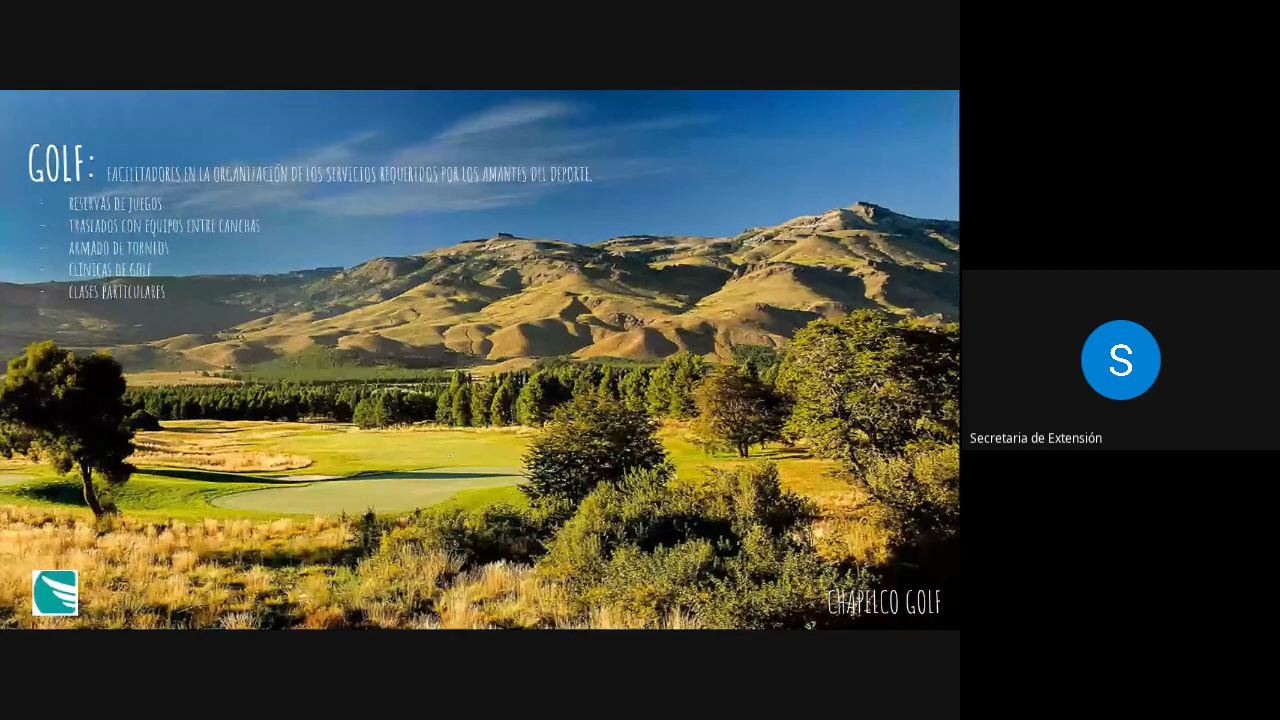 GOLF: FACILITADORES EN LA ORGANIZACIÓN DE LOS SERVICIOS REQUERIDOS POR LOS AMANTES DEL DEPORTE.
- RESERVAS DE JUEGOS
- TRASLADOS CON EQUIPOS ENTRE CANCHAS
- ARMADO DE TORNEOS
- CLÍNICAS DE GOLF
- CLASES PARTICULARES
CHAPELCO GOLF
S
Secretaria de Extensión